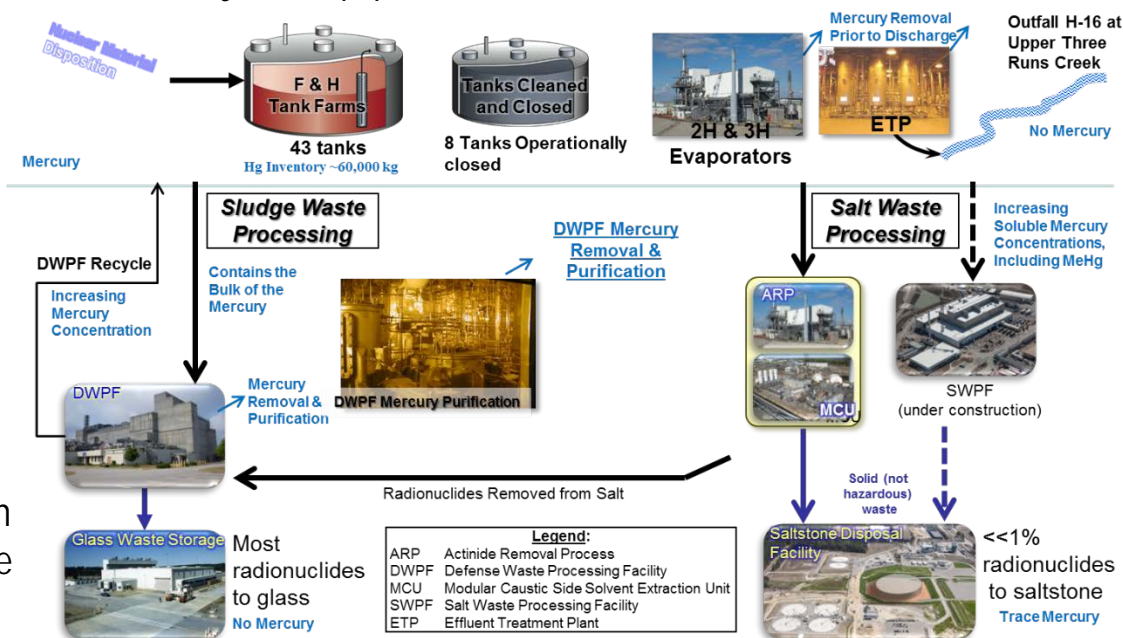 Nuclear Material
Disposition
F & H
Tank Farms
43 tanks
Hg Inventory ~60,000 kg
Tanks Cleaned
and Closed
8 Tanks Operationally
closed
2H & 3H
Evaporators
Mercury Removal
Prior to Discharge
ETP
Outfall H-16 at
Upper Three
Runs Creek
No Mercury
Mercury
Sludge Waste
Processing
DWPF Mercury
Removal &
Purification
Salt Waste
Processing
Increasing
Soluble Mercury
Concentrations,
Including MeHg
DWPF Recycle
Increasing
Mercury
Concentration
Contains the
Bulk of the
Mercury
DWPF
Mercury
Removal &
Purification
DWPF Mercury Purification
ARP
MCU
SWPF
(under construction)
Radionuclides Removed from Salt
Solid (not
hazardous)
waste
Glass Waste Storage
Most
radionuclides
to glass
No Mercury
Legend:
ARP Actinide Removal Process
DWPF Defense Waste Processing Facility
MCU Modular Caustic Side Solvent Extraction Unit
SWPF Salt Waste Processing Facility
ETP Effluent Treatment Plant
Saltstone Disposal
Facility
<<1%
radionuclides
to saltstone
Trace Mercury